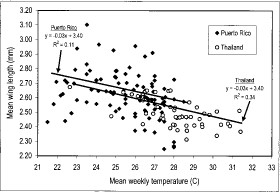 3.20
3.10
3.00
2.90
2.80
2.70
2.60
2.50
2.40
2.30
2.20
Mean wing length (mm)
Puerto Rico
y = -0,03x + 3.40
R² = 0.11
Puerto Rico
Thailand
Thailand
y = -0,03x + 3.40
R² = 0.34
21 22 23 24 25 26 27 28 29 30 31 32 33
Mean weekly temperature (C)